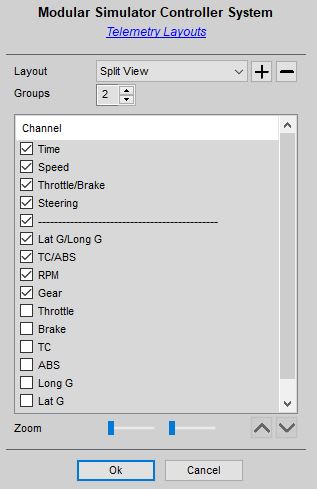 Modular Simulator Controller System
Telemetry Layouts
Layout Split View
Groups 2
Channel
Time
Speed
Throttle/Brake
Steering
------------------------------------------------
Lat G/Long G
TC/ABS
RPM
Gear
Throttle
Brake
TC
ABS
Long G
Lat G
Zoom
Ok Cancel